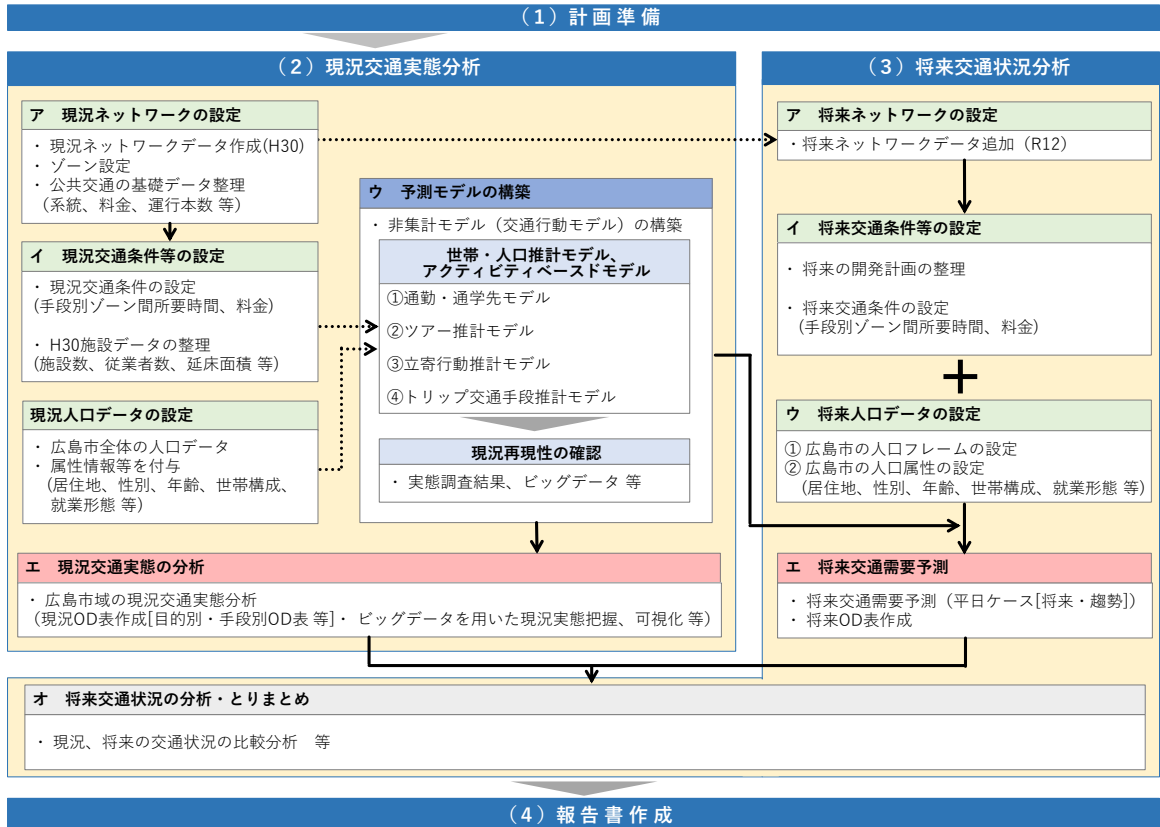 （1）計画準備
（2）現況交通実態分析
ア 現況ネットワークの設定
・ 現況ネットワークデータ作成(H30)
・ ゾーン設定
・ 公共交通の基礎データ整理
（系統、料金、運行本数 等）
イ 現況交通条件等の設定
・ 現況交通条件の設定
(手段別ゾーン間所要時間、料金）
・ H30施設データの整理
（施設数、従業者数、延床面積 等）
現況人口データの設定
・ 広島市全体の人口データ
・ 属性情報等を付与
(居住地、性別、年齢、世帯構成、
就業形態 等）
ウ 予測モデルの構築
・ 非集計モデル（交通行動モデル）の構築
世帯・人口推計モデル、
アクティビティベースドモデル
①通勤・通学先モデル
②ツアー推計モデル
③立寄行動推計モデル
④トリップ交通手段推計モデル
現況再現性の確認
・ 実態調査結果、ビッグデータ 等
エ 現況交通実態の分析
・ 広島市域の現況交通実態分析
（現況OD表作成[目的別・手段別OD表 等]・ ビッグデータを用いた現況実態把握、可視化 等）
（3）将来交通状況分析
ア 将来ネットワークの設定
・将来ネットワークデータ追加（R12）
イ 将来交通条件等の設定
・ 将来の開発計画の整理
・ 将来交通条件の設定
（手段別ゾーン間所要時間、料金）
＋
ウ 将来人口データの設定
① 広島市の人口フレームの設定
② 広島市の人口属性の設定
（居住地、性別、年齢、世帯構成、就業形態 等）
エ 将来交通需要予測
・ 将来交通需要予測（平日ケース[将来・趨勢]）
・ 将来OD表作成
オ 将来交通状況の分析・とりまとめ
・ 現況、将来の交通状況の比較分析 等
（4）報告書作成